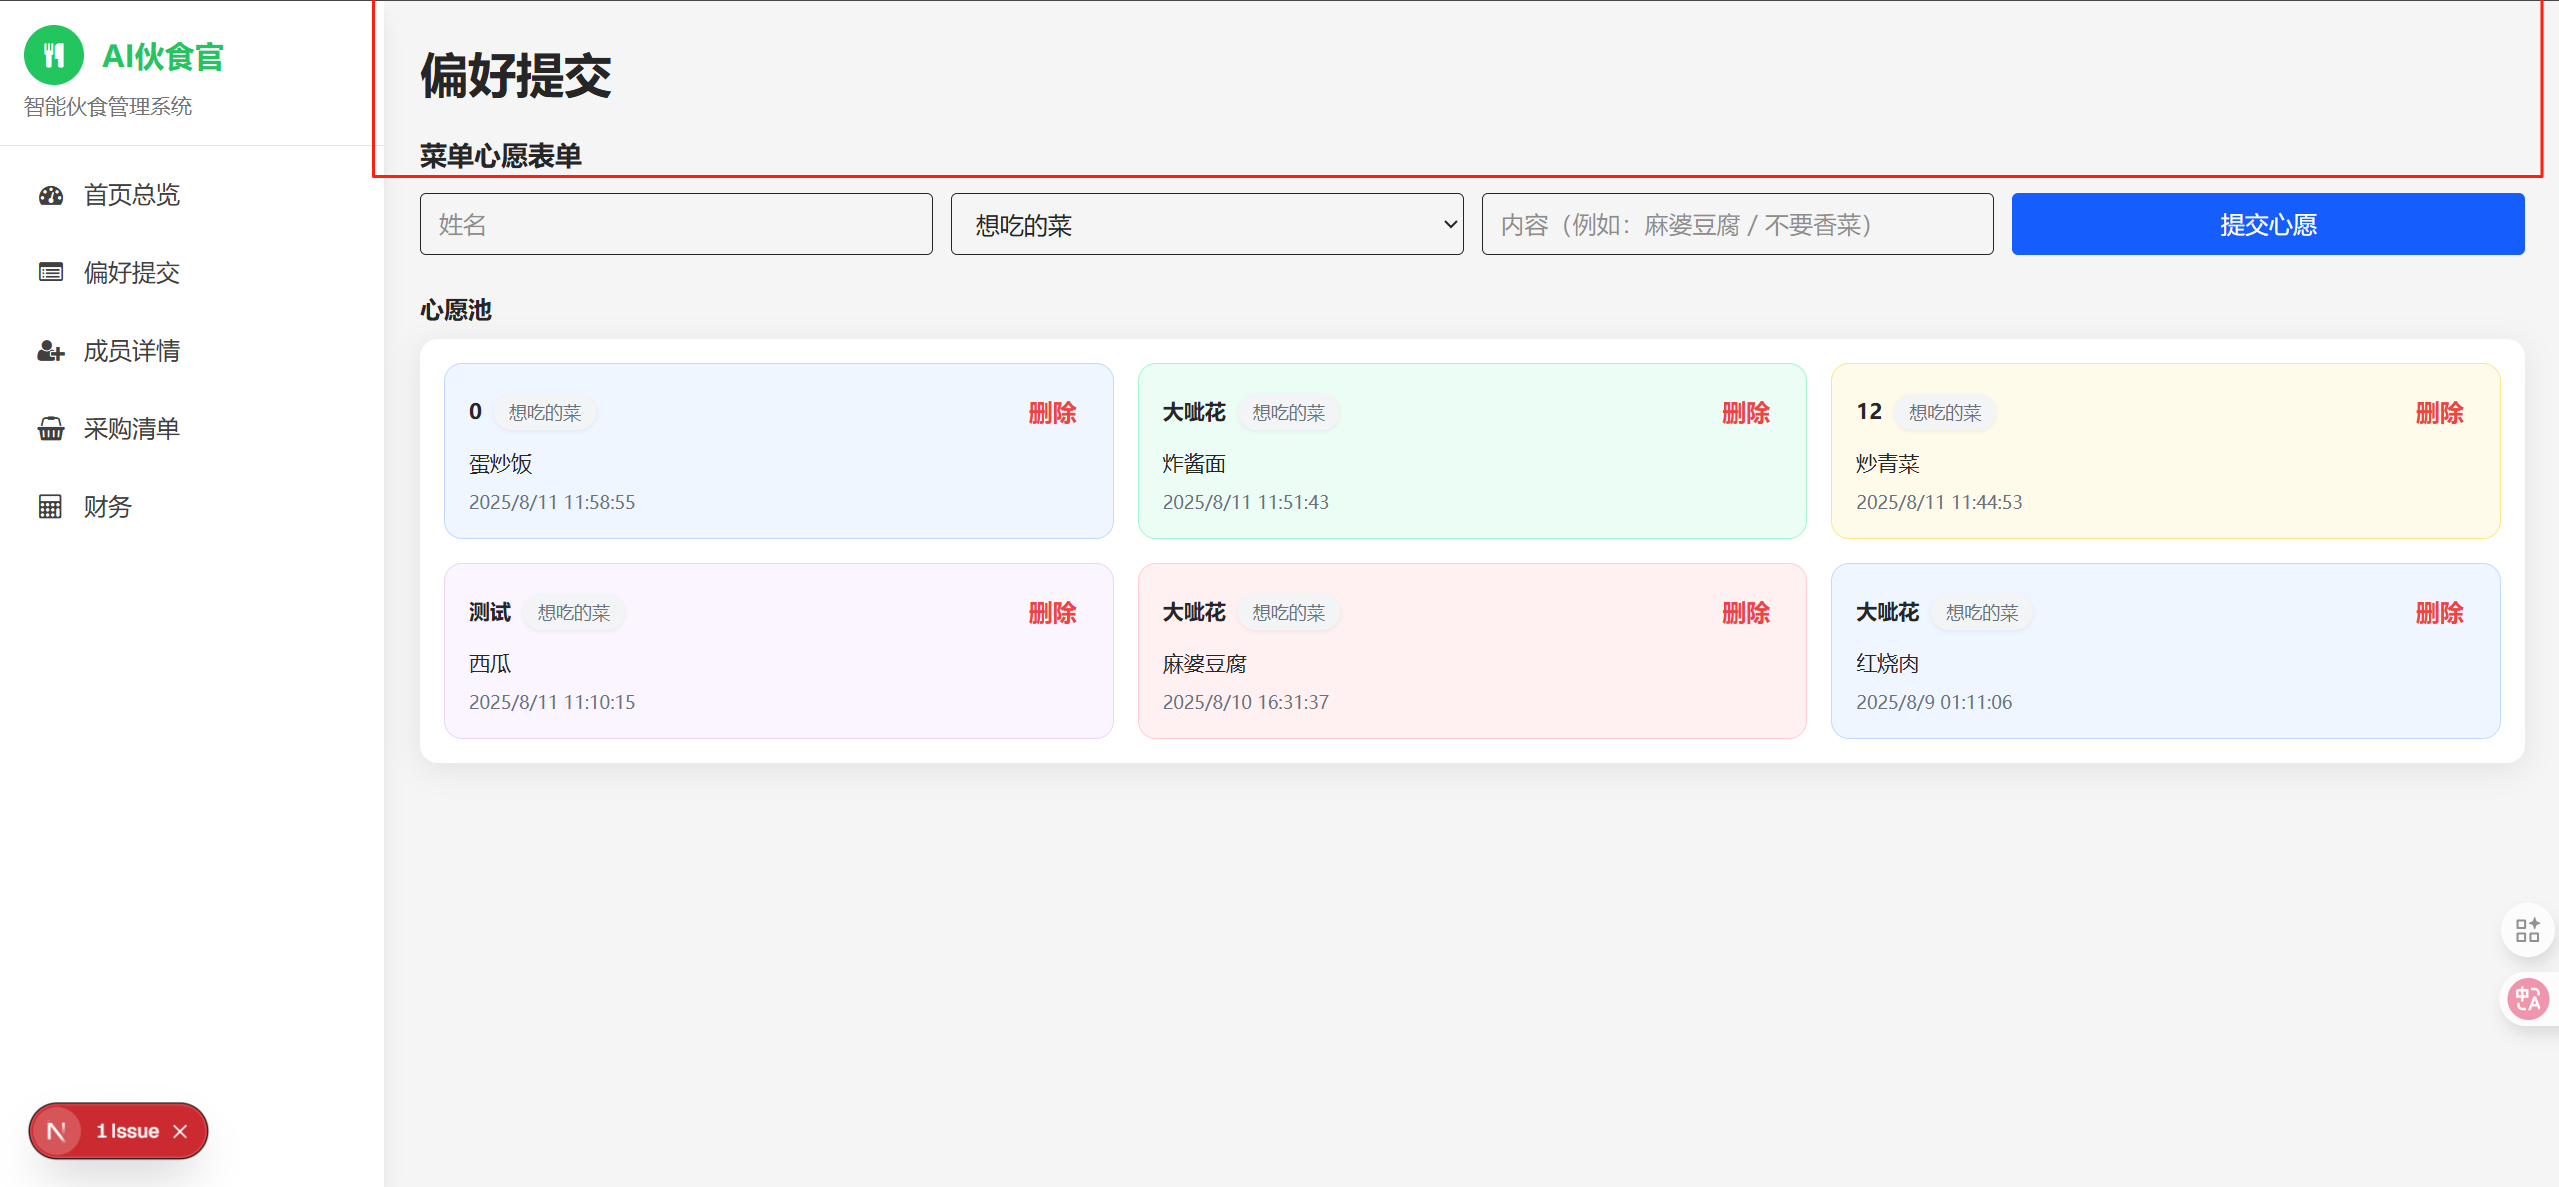 AI伙食官
智能伙食管理系统
首页总览
偏好提交
成员详情
采购清单
财务
N 1 Issue
偏好提交
菜单心愿表单
姓名
想吃的菜
内容（例如：麻婆豆腐 / 不要香菜）
提交心愿
心愿池
0 想吃的菜 删除
蛋炒饭
2025/8/11 11:58:55
大呲花 想吃的菜 删除
炸酱面
2025/8/11 11:51:43
12 想吃的菜 删除
炒青菜
2025/8/11 11:44:53
测试 想吃的菜 删除
西瓜
2025/8/11 11:10:15
大呲花 想吃的菜 删除
麻婆豆腐
2025/8/10 16:31:37
大呲花 想吃的菜 删除
红烧肉
2025/8/9 01:11:06
中A